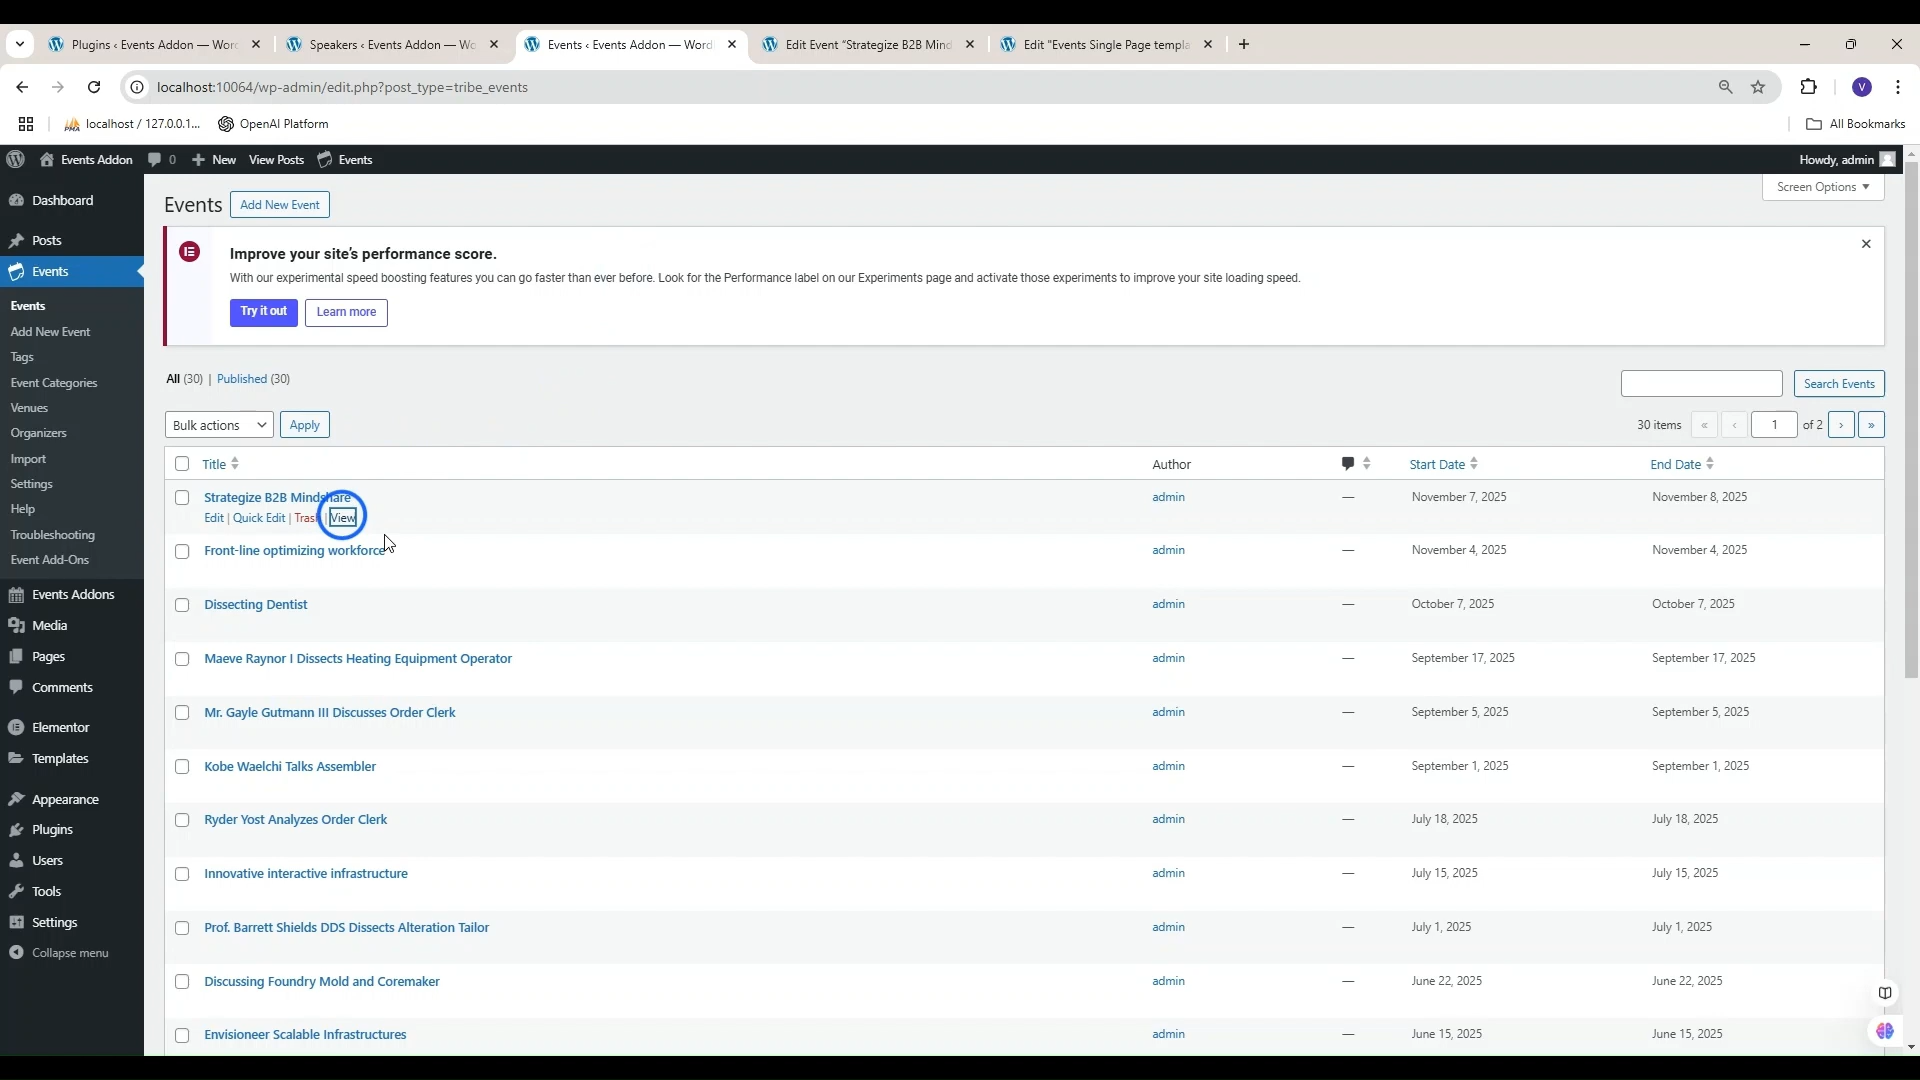 Plugins ‹ Events Addon — Word
Speakers ‹ Events Addon — Wo
Events ‹ Events Addon — Word
Edit Event "Strategize B2B Mind
Edit "Events Single Page templa
localhost:10064/wp-admin/edit.php?post_type=tribe_events
V
localhost / 127.0.0.1...
OpenAI Platform
All Bookmarks
Events Addon
0
New
View Posts
Events
Howdy, admin
Dashboard
Posts
Events
Events
Add New Event
Tags
Event Categories
Venues
Organizers
Import
Settings
Help
Troubleshooting
Event Add-Ons
Events Addons
Media
Pages
Comments
Elementor
Templates
Appearance
Plugins
Users
Tools
Settings
Collapse menu
Screen Options
Events
Add New Event
Improve your site's performance score.
With our experimental speed boosting features you can go faster than ever before. Look for the Performance label on our Experiments page and activate those experiments to improve your site loading speed.
Try it out
Learn more
All (30) | Published (30)
Search Events
Bulk actions
Apply
30 items « ‹ 1 of 2 › »
Title Author Start Date End Date
Strategize B2B Mindshare admin — November 7, 2025 November 8, 2025
Edit | Quick Edit | Trash | View
Front-line optimizing workforce admin — November 4, 2025 November 4, 2025
Dissecting Dentist admin — October 7, 2025 October 7, 2025
Maeve Raynor I Dissects Heating Equipment Operator admin — September 17, 2025 September 17, 2025
Mr. Gayle Gutmann III Discusses Order Clerk admin — September 5, 2025 September 5, 2025
Kobe Waelchi Talks Assembler admin — September 1, 2025 September 1, 2025
Ryder Yost Analyzes Order Clerk admin — July 18, 2025 July 18, 2025
Innovative interactive infrastructure admin — July 15, 2025 July 15, 2025
Prof. Barrett Shields DDS Dissects Alteration Tailor admin — July 1, 2025 July 1, 2025
Discussing Foundry Mold and Coremaker admin — June 22, 2025 June 22, 2025
Envisioneer Scalable Infrastructures admin — June 15, 2025 June 15, 2025